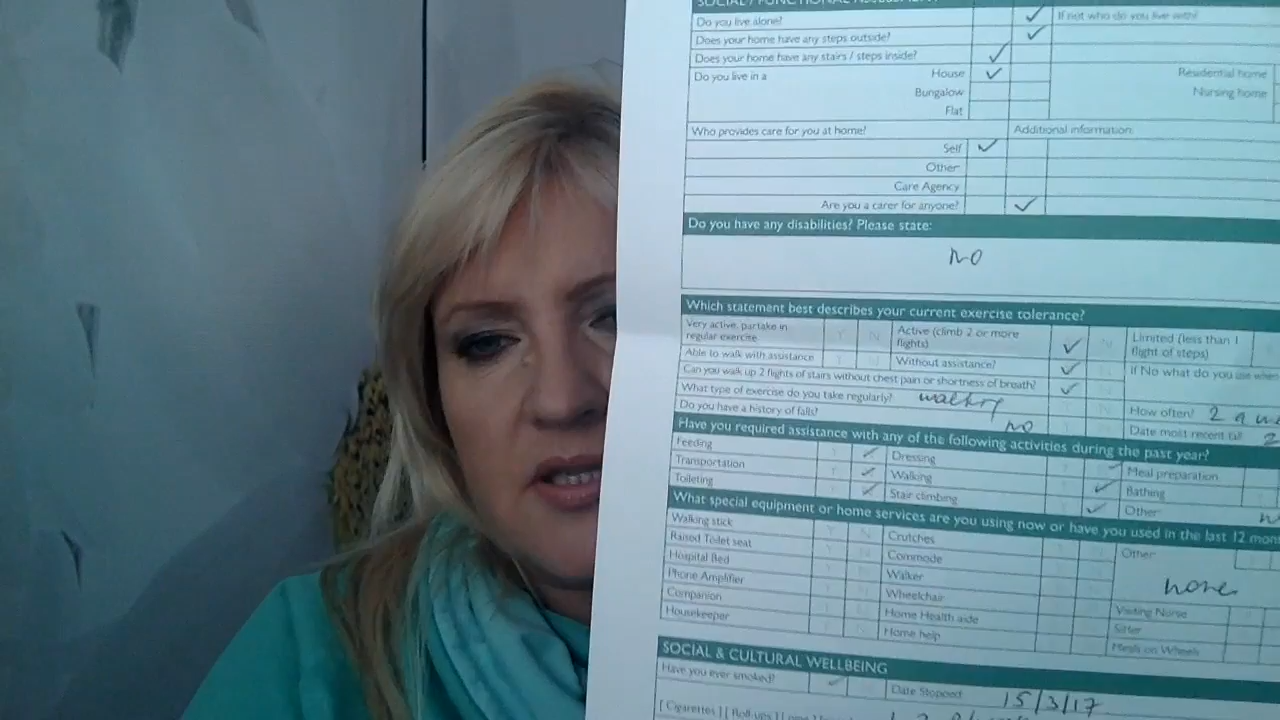 SOCIAL / FUNCTIONAL ASSESSMENT
Do you live alone? If not who do you live with?
Does your home have any steps outside?
Does your home have any stairs / steps inside?
Do you live in a House Residential home
Bungalow Nursing home
Flat
Who provides care for you at home? Additional information:
Self
Other
Care Agency
Are you a carer for anyone?
Do you have any disabilities? Please state:
NO
Which statement best describes your current exercise tolerance?
Very active, partake in regular exercise Y N Active (climb 2 or more flights) N Limited (less than 1 flight of steps)
Able to walk with assistance Y N Without assistance? N If No what do you use when
Can you walk up 2 flights of stairs without chest pain or shortness of breath? N
What type of exercise do you take regularly? walking How often? 2 a
Do you have a history of falls? no Date most recent fall
Have you required assistance with any of the following activities during the past year?
Feeding Y Dressing Meal preparation
Transportation Y Walking Bathing
Toileting Y Stair climbing Other
What special equipment or home services are you using now or have you used in the last 12 mon
Walking stick Y N Crutches Other
Raised Toilet seat Commode none
Hospital Bed Walker
Phone Amplifier Wheelchair Visiting Nurse
Companion Home Health aide Sitter
Housekeeper Home help Meals on Wheels
SOCIAL & CULTURAL WELLBEING
Have you ever smoked? Date Stopped 15/3/17
[ Cigarettes ] [ Roll-ups ]